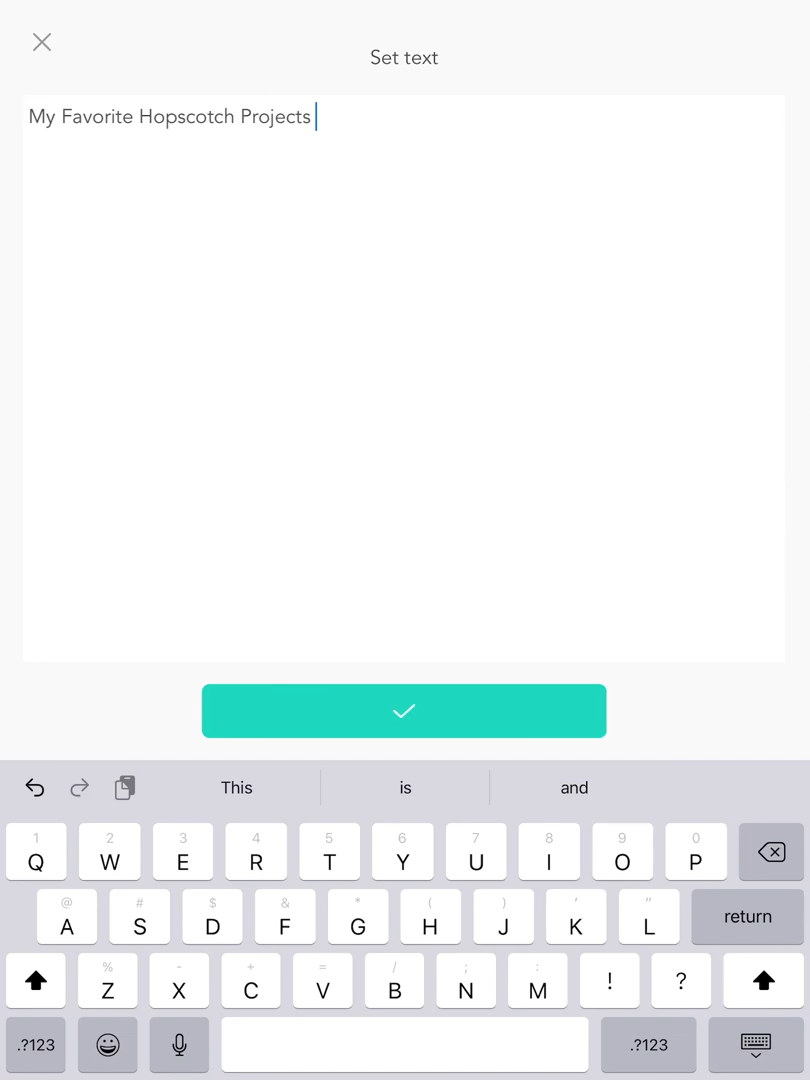 Set text
My Favorite Hopscotch Projects
This is and
1 2 3 4 5 6 7 8 9 0
Q W E R T Y U I O P
@ # $ & * ( ) ' "
A S D F G H J K L return
% - + = / ; :
Z X C V B N M ! ?
.?123 .?123